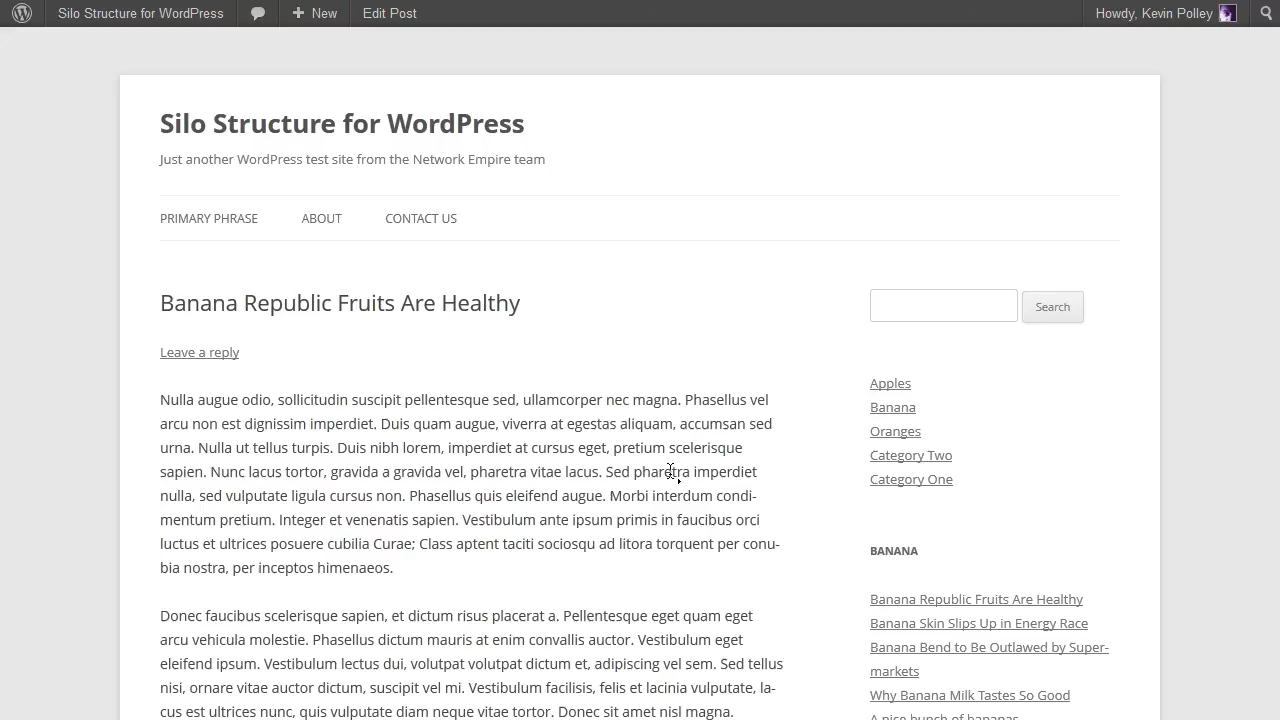 Silo Structure for WordPress
New
Edit Post
Howdy, Kevin Polley
Silo Structure for WordPress
Just another WordPress test site from the Network Empire team
PRIMARY PHRASE
ABOUT
CONTACT US
Banana Republic Fruits Are Healthy
Leave a reply
Nulla augue odio, sollicitudin suscipit pellentesque sed, ullamcorper nec magna. Phasellus vel
arcu non est dignissim imperdiet. Duis quam augue, viverra at egestas aliquam, accumsan sed
urna. Nulla ut tellus turpis. Duis nibh lorem, imperdiet at cursus eget, pretium scelerisque
sapien. Nunc lacus tortor, gravida a gravida vel, pharetra vitae lacus. Sed pharetra imperdiet
nulla, sed vulputate ligula cursus non. Phasellus quis eleifend augue. Morbi interdum condi-
mentum pretium. Integer et venenatis sapien. Vestibulum ante ipsum primis in faucibus orci
luctus et ultrices posuere cubilia Curae; Class aptent taciti sociosqu ad litora torquent per conu-
bia nostra, per inceptos himenaeos.
Donec faucibus scelerisque sapien, et dictum risus placerat a. Pellentesque eget quam eget
arcu vehicula molestie. Phasellus dictum mauris at enim convallis auctor. Vestibulum eget
eleifend ipsum. Vestibulum lectus dui, volutpat volutpat dictum et, adipiscing vel sem. Sed tellus
nisi, ornare vitae auctor dictum, suscipit vel mi. Vestibulum facilisis, felis et lacinia vulputate, la-
cus est ultrices nunc, quis vulputate diam neque vitae tortor. Donec sit amet nisl magna.
Search
Apples
Banana
Oranges
Category Two
Category One
BANANA
Banana Republic Fruits Are Healthy
Banana Skin Slips Up in Energy Race
Banana Bend to Be Outlawed by Super-
markets
Why Banana Milk Tastes So Good
A nice bunch of bananas